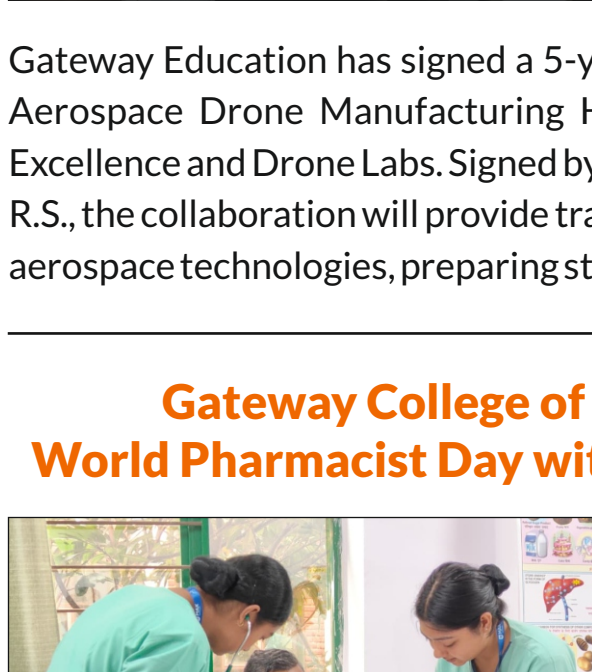 Gateway Education has signed a 5-y
Aerospace Drone Manufacturing H
Excellence and Drone Labs. Signed by
R.S., the collaboration will provide tra
aerospace technologies, preparing st
Gateway College of
World Pharmacist Day wit